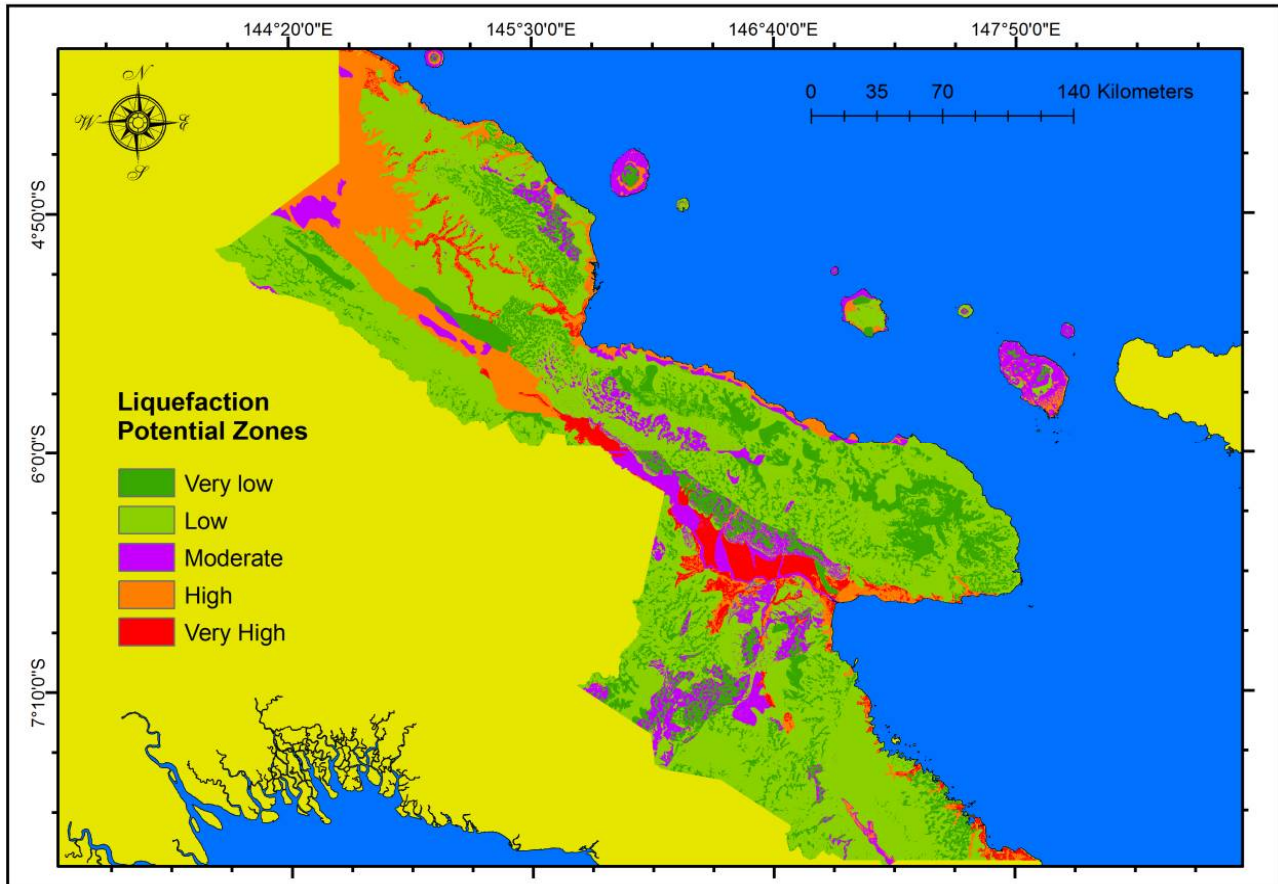 144°20'0"E 145°30'0"E 146°40'0"E 147°50'0"E
N
W E
S
0 35 70 140 Kilometers
4°50'0"S
6°0'0"S
7°10'0"S
Liquefaction
Potential Zones
Very low
Low
Moderate
High
Very High